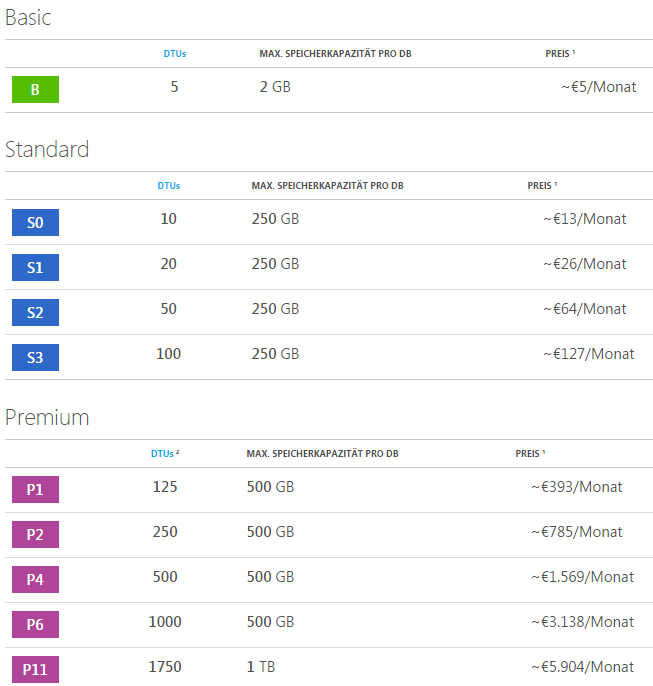 Basic
DTUs MAX. SPEICHERKAPAZITÄT PRO DB PREIS ¹
B 5 2 GB ~€5/Monat
Standard
DTUs MAX. SPEICHERKAPAZITÄT PRO DB PREIS ¹
S0 10 250 GB ~€13/Monat
S1 20 250 GB ~€26/Monat
S2 50 250 GB ~€64/Monat
S3 100 250 GB ~€127/Monat
Premium
DTUs ² MAX. SPEICHERKAPAZITÄT PRO DB PREIS ¹
P1 125 500 GB ~€393/Monat
P2 250 500 GB ~€785/Monat
P4 500 500 GB ~€1.569/Monat
P6 1000 500 GB ~€3.138/Monat
P11 1750 1 TB ~€5.904/Monat